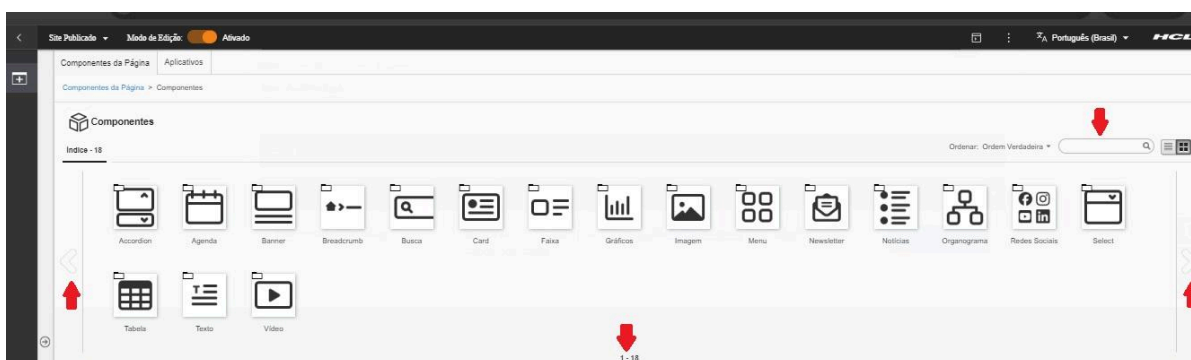 Site Publicado Modo de Edição: Ativado Português (Brasil) HCL
Componentes da Página Aplicativos
Componentes da Página > Componentes
Componentes
Índice - 18 Ordenar: Ordem Verdadeira
Accordion Agenda Banner Breadcrumb Busca Card Faixa Gráficos Imagem Menu Newsletter Notícias Organograma Redes Sociais Select
Tabela Texto Vídeo
1 - 18